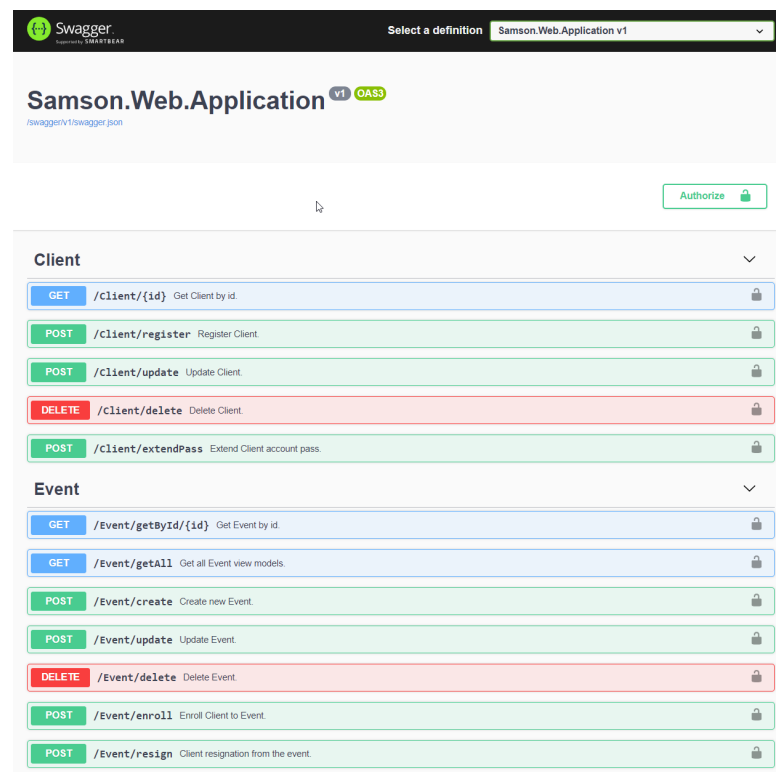 Swagger.
Supported by SMARTBEAR
Select a definition Samson.Web.Application v1
Samson.Web.Application v1 OAS3
/swagger/v1/swagger.json
Authorize
Client
GET /Client/{id} Get Client by id.
POST /Client/register Register Client.
POST /Client/update Update Client.
DELETE /Client/delete Delete Client.
POST /Client/extendPass Extend Client account pass.
Event
GET /Event/getById/{id} Get Event by id.
GET /Event/getAll Get all Event view models.
POST /Event/create Create new Event.
POST /Event/update Update Event.
DELETE /Event/delete Delete Event.
POST /Event/enroll Enroll Client to Event.
POST /Event/resign Client resignation from the event.